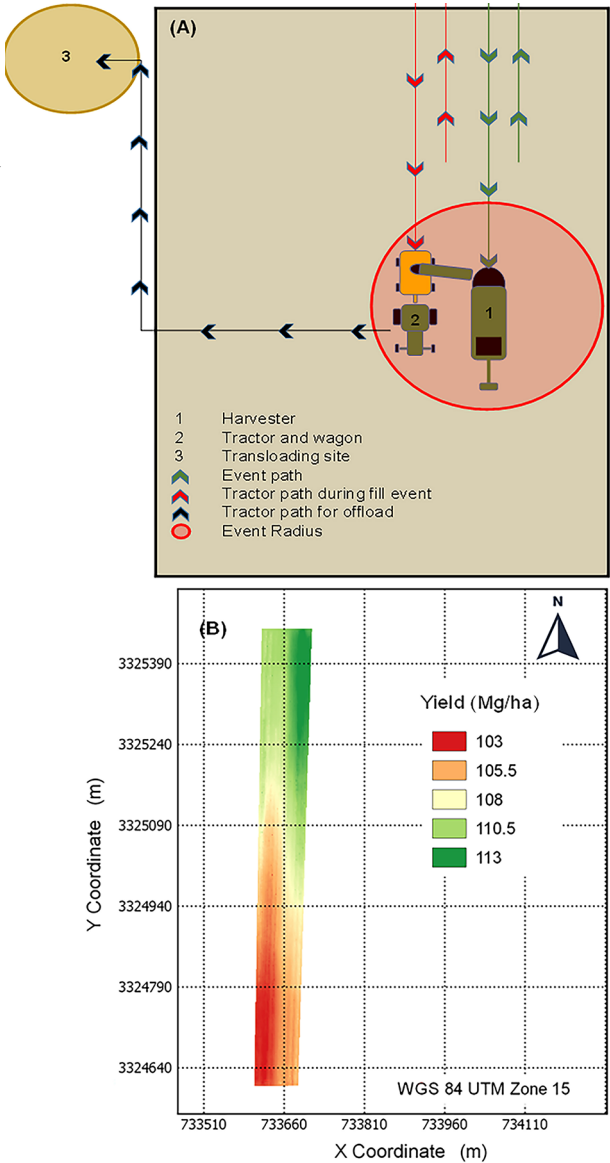 (A)
3
2
1
1 Harvester
2 Tractor and wagon
3 Transloading site
Event path
Tractor path during fill event
Tractor path for offload
Event Radius
(B)
N
Yield (Mg/ha)
103
105.5
108
110.5
113
Y Coordinate (m)
3325390
3325240
3325090
3324940
3324790
3324640
WGS 84 UTM Zone 15
733510 733660 733810 733960 734110
X Coordinate (m)